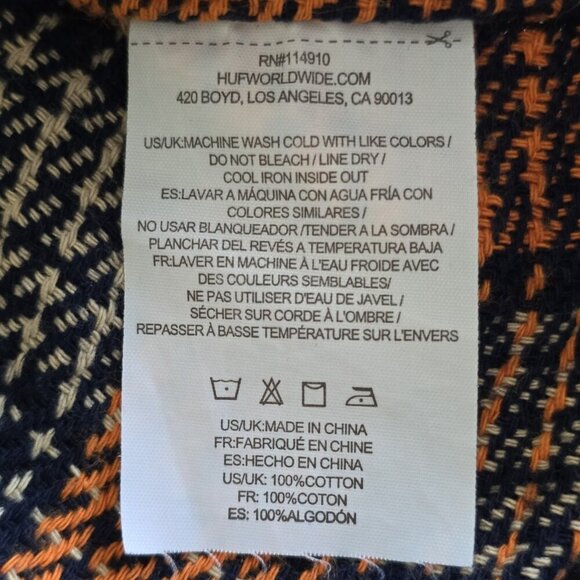 RN#114910
HUFWORLDWIDE.COM
420 BOYD, LOS ANGELES, CA 90013
US/UK:MACHINE WASH COLD WITH LIKE COLORS /
DO NOT BLEACH / LINE DRY /
COOL IRON INSIDE OUT
ES:LAVAR A MÁQUINA CON AGUA FRÍA CON
COLORES SIMILARES /
NO USAR BLANQUEADOR /TENDER A LA SOMBRA /
PLANCHAR DEL REVÉS A TEMPERATURA BAJA
FR:LAVER EN MACHINE À L'EAU FROIDE AVEC
DES COULEURS SEMBLABLES/
NE PAS UTILISER D'EAU DE JAVEL /
SÉCHER SUR CORDE À L'OMBRE /
REPASSER À BASSE TEMPÉRATURE SUR L'ENVERS
US/UK:MADE IN CHINA
FR:FABRIQUÉ EN CHINE
ES:HECHO EN CHINA
US/UK: 100%COTTON
FR: 100%COTON
ES: 100%ALGODÓN